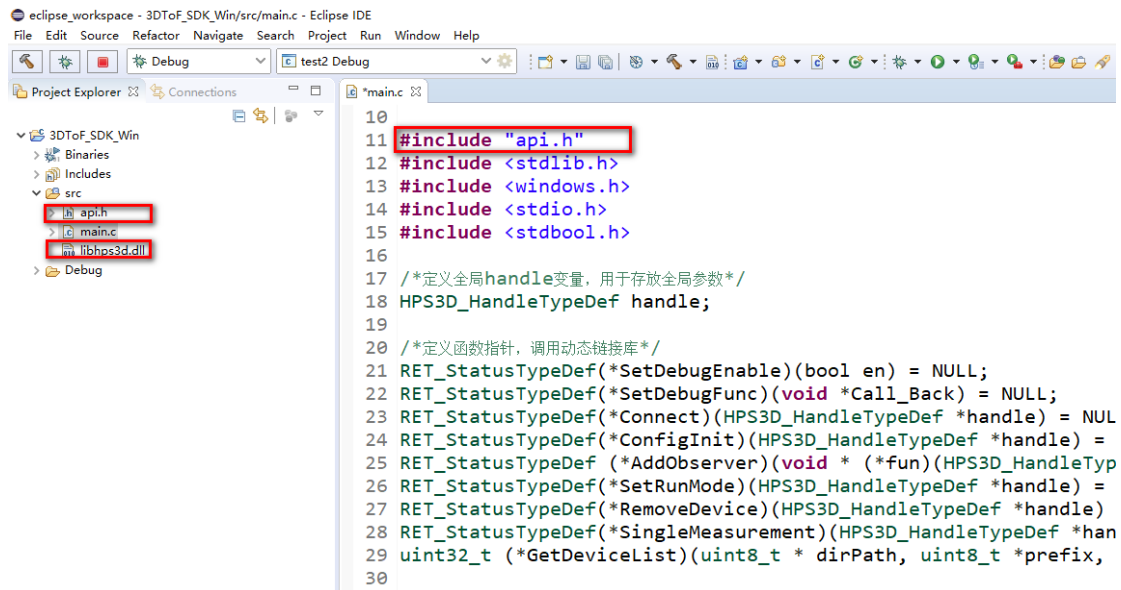 eclipse_workspace - 3DToF_SDK_Win/src/main.c - Eclipse IDE
File Edit Source Refactor Navigate Search Project Run Window Help
Debug
test2 Debug
Project Explorer
Connections
3DToF_SDK_Win
Binaries
Includes
src
api.h
main.c
libhps3d.dll
Debug
*main.c
10
11 #include "api.h"
12 #include <stdlib.h>
13 #include <windows.h>
14 #include <stdio.h>
15 #include <stdbool.h>
16
17 /*定义全局handle变量，用于存放全局参数*/
18 HPS3D_HandleTypeDef handle;
19
20 /*定义函数指针，调用动态链接库*/
21 RET_StatusTypeDef(*SetDebugEnable)(bool en) = NULL;
22 RET_StatusTypeDef(*SetDebugFunc)(void *Call_Back) = NULL;
23 RET_StatusTypeDef(*Connect)(HPS3D_HandleTypeDef *handle) = NUL
24 RET_StatusTypeDef(*ConfigInit)(HPS3D_HandleTypeDef *handle) =
25 RET_StatusTypeDef (*AddObserver)(void * (*fun)(HPS3D_HandleTyp
26 RET_StatusTypeDef(*SetRunMode)(HPS3D_HandleTypeDef *handle) =
27 RET_StatusTypeDef(*RemoveDevice)(HPS3D_HandleTypeDef *handle)
28 RET_StatusTypeDef(*SingleMeasurement)(HPS3D_HandleTypeDef *han
29 uint32_t (*GetDeviceList)(uint8_t * dirPath, uint8_t *prefix,
30